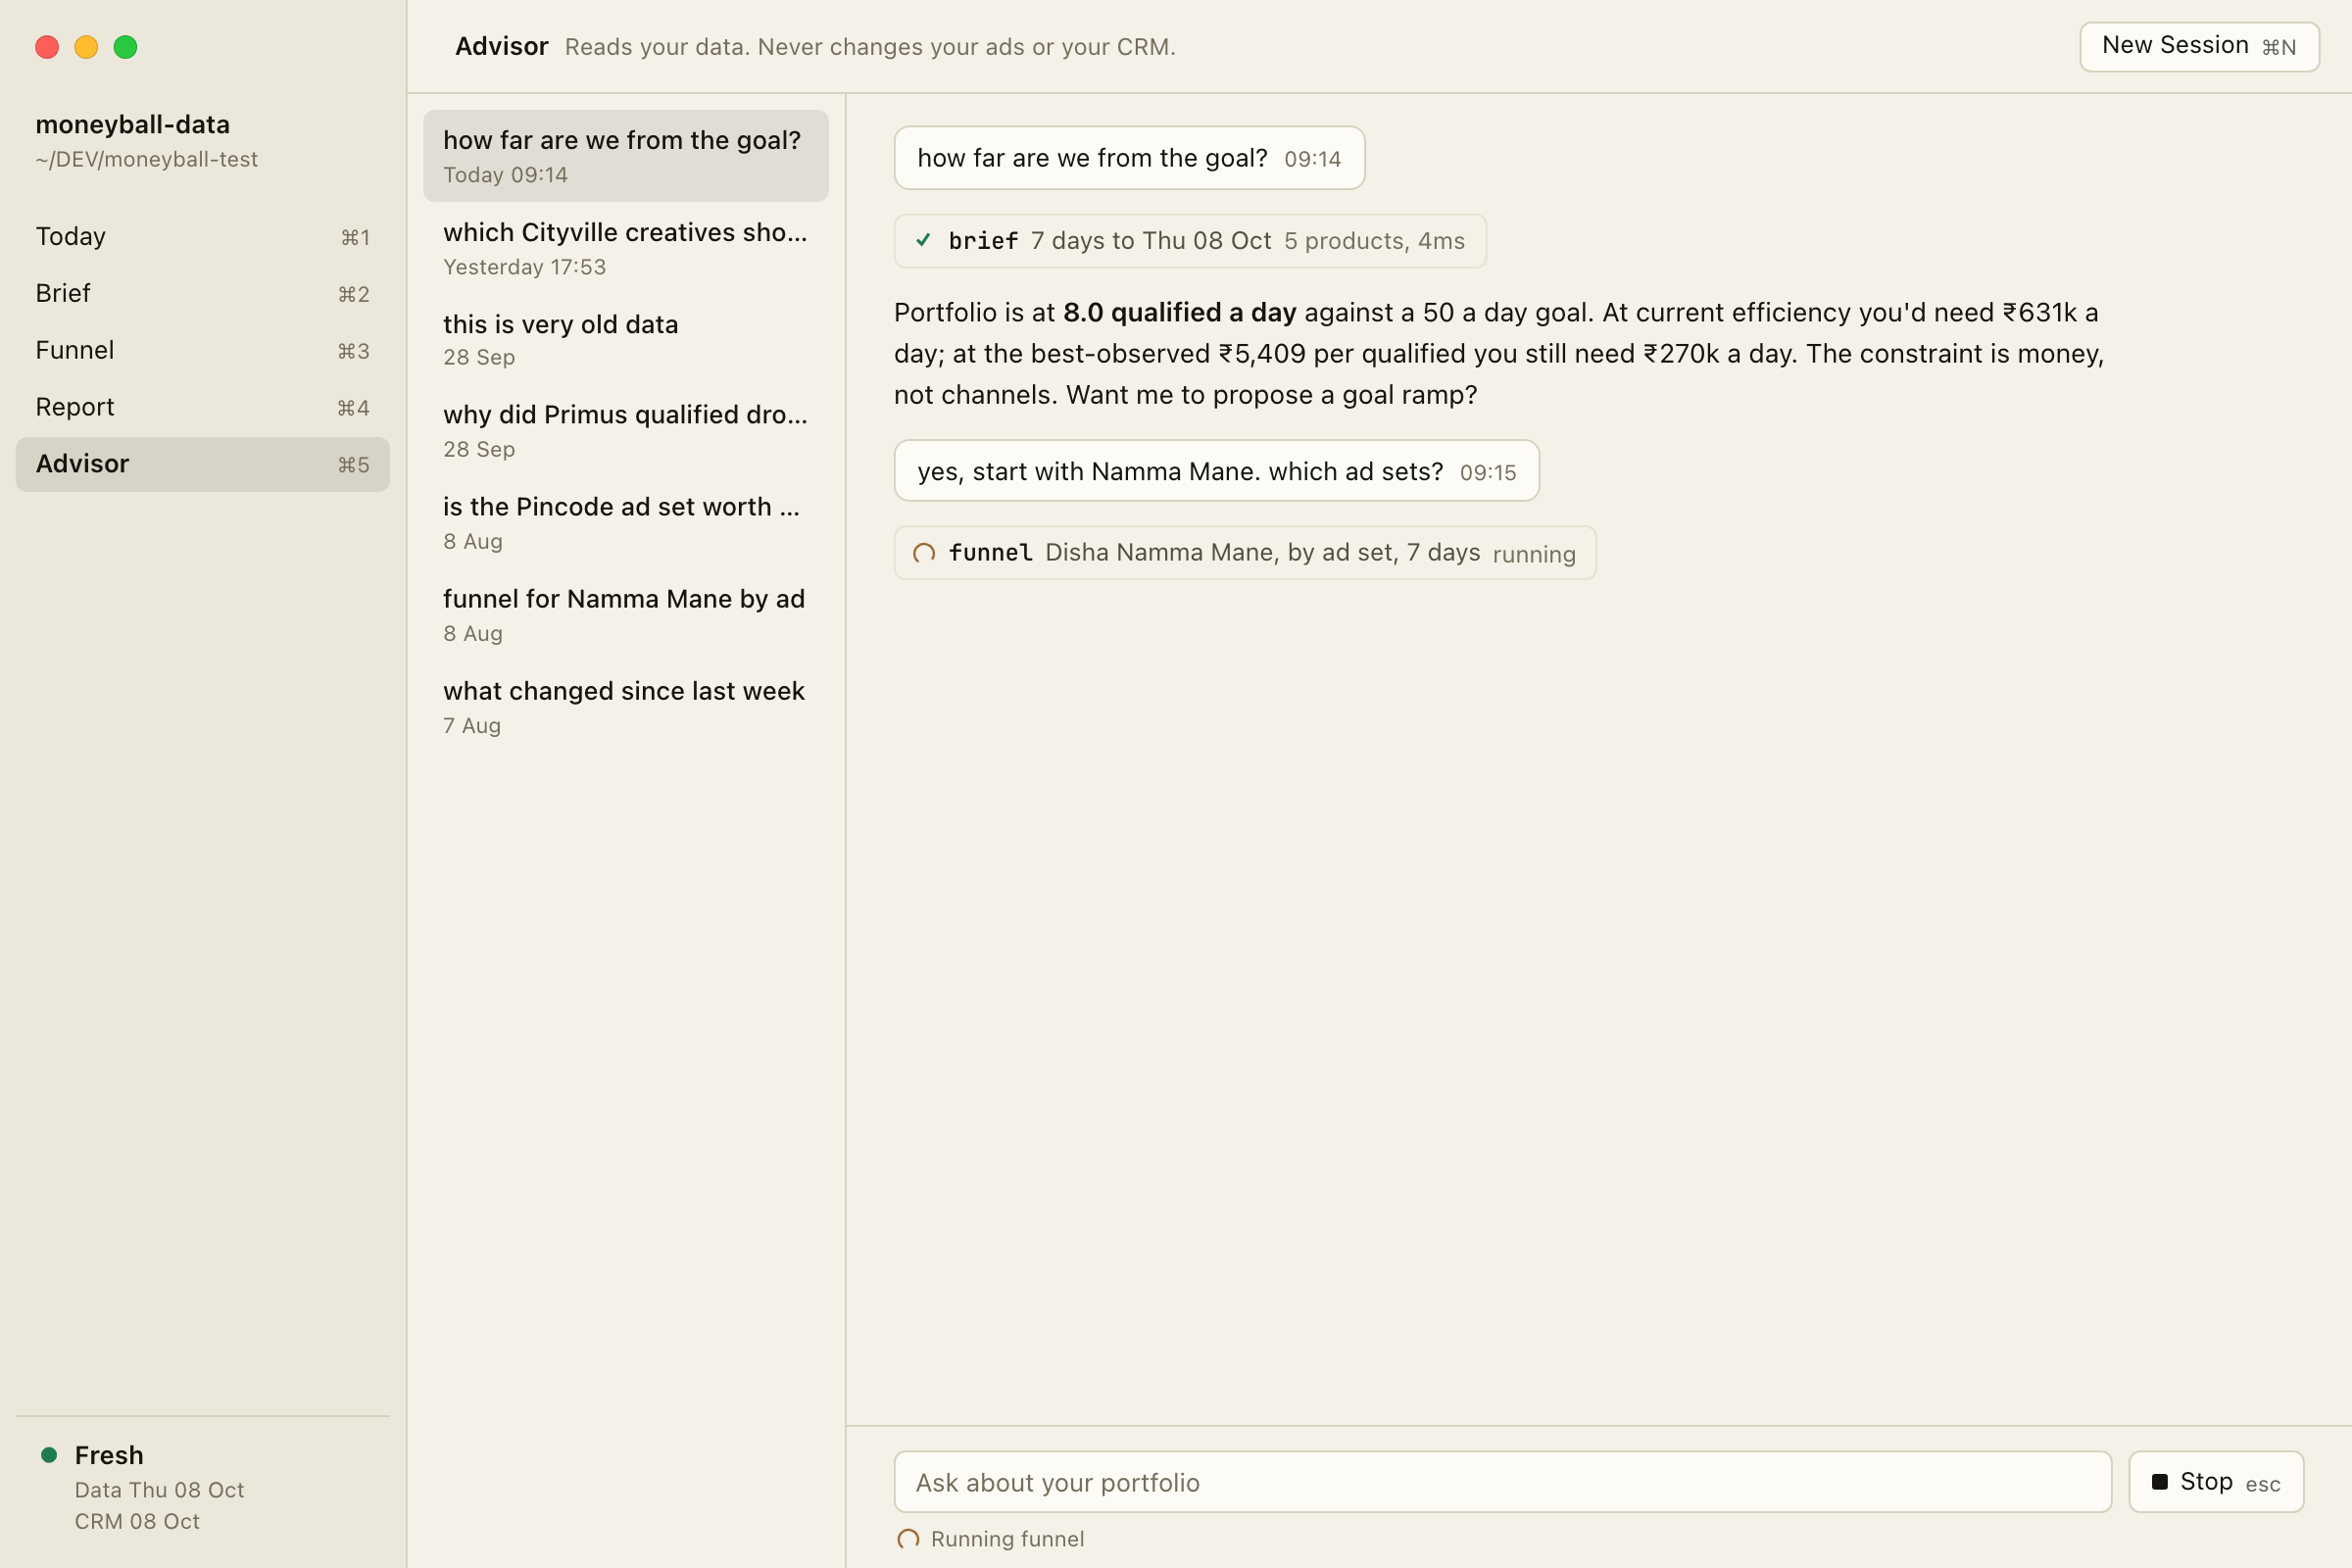 moneyball-data
~/DEV/moneyball-test
Today ⌘1
Brief ⌘2
Funnel ⌘3
Report ⌘4
Advisor ⌘5
Fresh
Data Thu 08 Oct
CRM 08 Oct
Advisor Reads your data. Never changes your ads or your CRM.
New Session ⌘N
how far are we from the goal?
Today 09:14
which Cityville creatives sho...
Yesterday 17:53
this is very old data
28 Sep
why did Primus qualified dro...
28 Sep
is the Pincode ad set worth ...
8 Aug
funnel for Namma Mane by ad
8 Aug
what changed since last week
7 Aug
how far are we from the goal? 09:14
brief 7 days to Thu 08 Oct 5 products, 4ms
Portfolio is at 8.0 qualified a day against a 50 a day goal. At current efficiency you'd need ₹631k a
day; at the best-observed ₹5,409 per qualified you still need ₹270k a day. The constraint is money,
not channels. Want me to propose a goal ramp?
yes, start with Namma Mane. which ad sets? 09:15
funnel Disha Namma Mane, by ad set, 7 days running
Ask about your portfolio
Stop esc
Running funnel